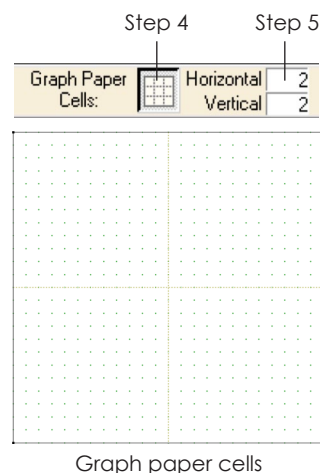 Step 4 Step 5
Graph Paper Horizontal 2
Cells: Vertical 2
Graph paper cells